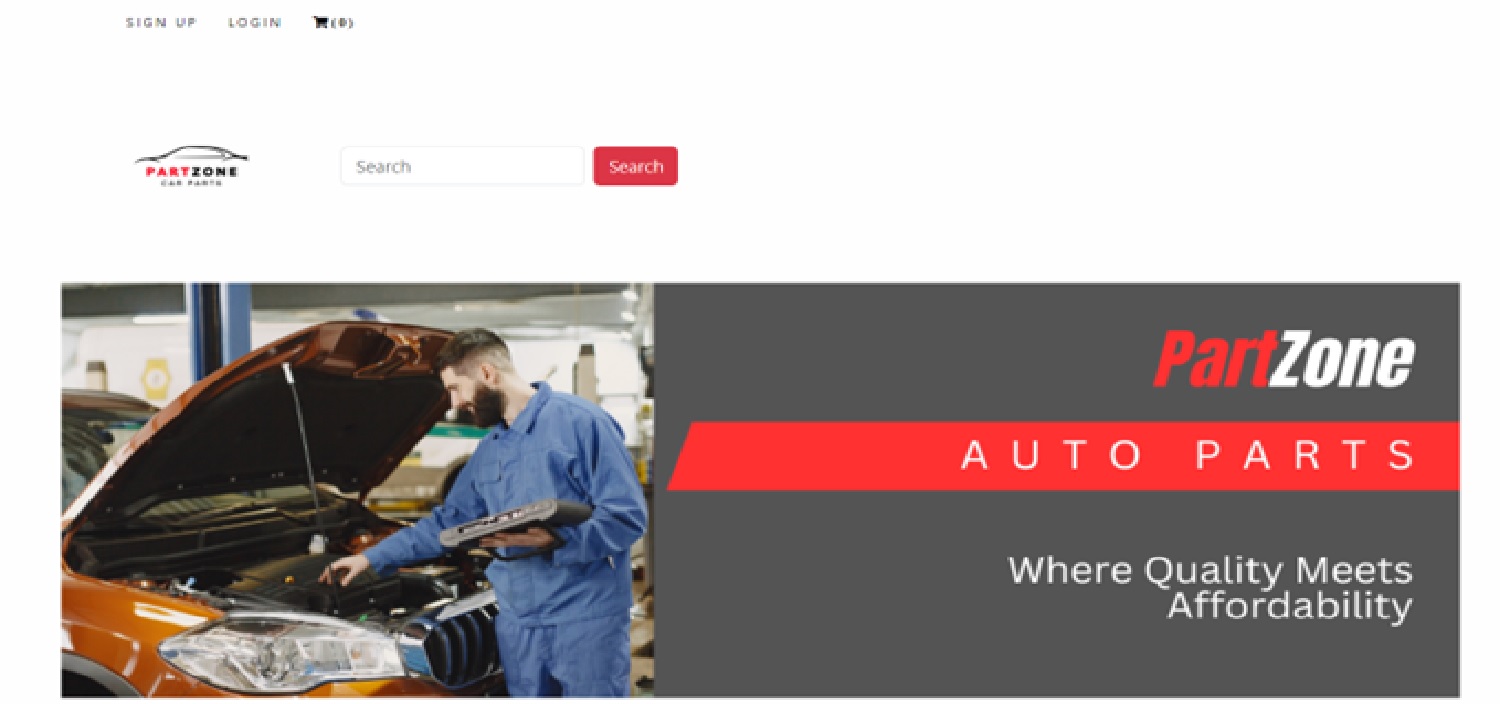 SIGN UP LOGIN (0)
PARTZONE
CAR PARTS
Search Search
PartZone
AUTO PARTS
Where Quality Meets
Affordability